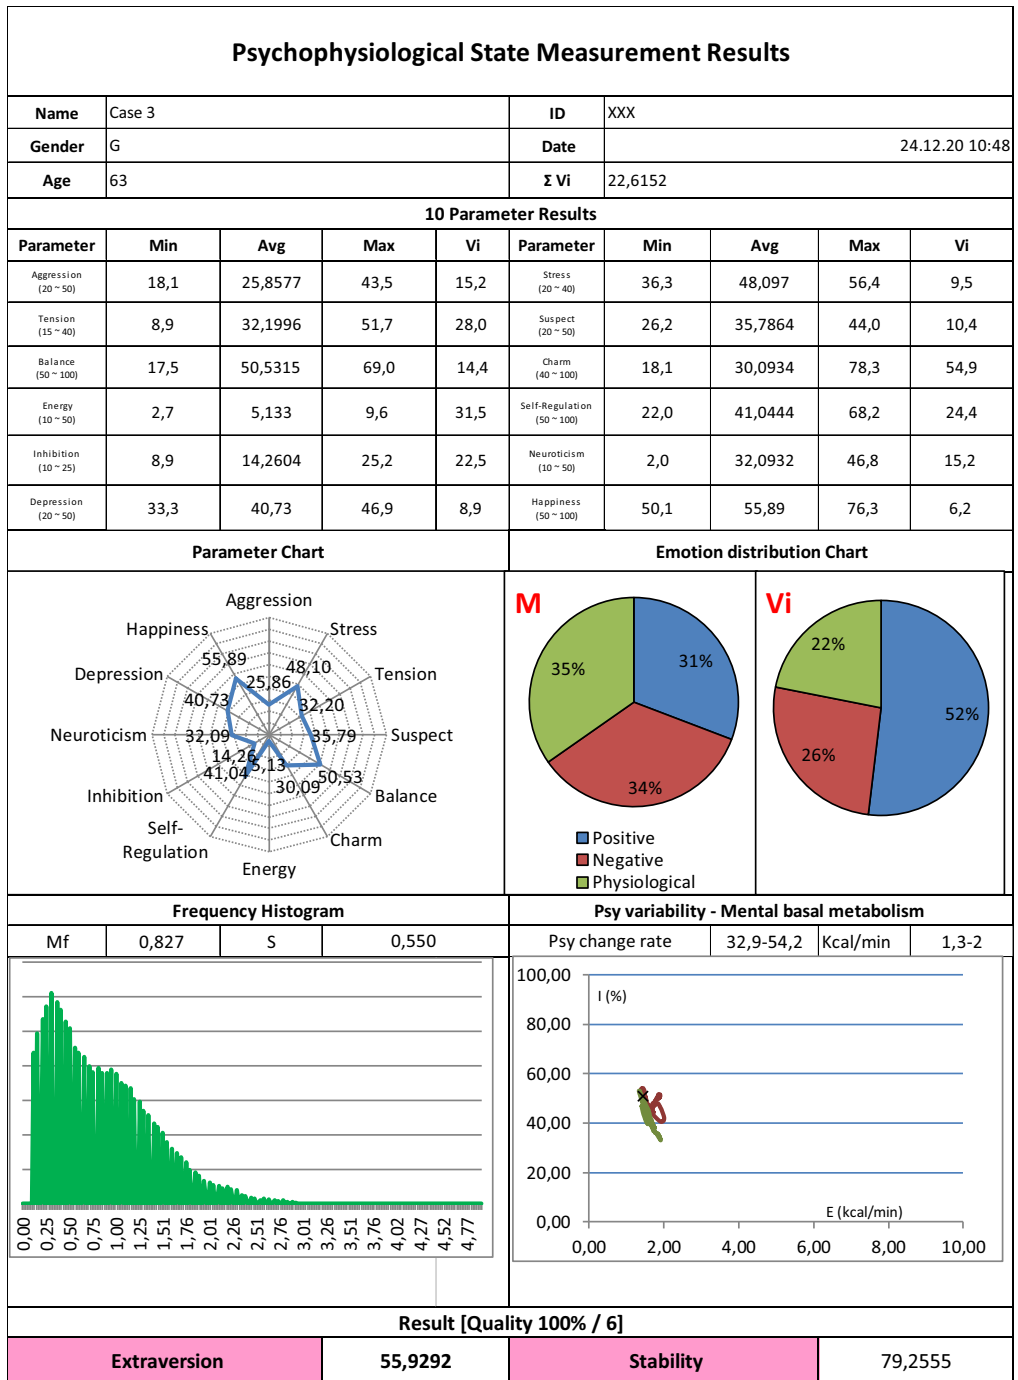 Psychophysiological State Measurement Results
Name Case 3 ID XXX
Gender G Date 24.12.20 10:48
Age 63 Σ Vi 22,6152
10 Parameter Results
Parameter Min Avg Max Vi Parameter Min Avg Max Vi
Aggression (20 ~ 50) 18,1 25,8577 43,5 15,2 Stress (20 ~ 40) 36,3 48,097 56,4 9,5
Tension (15 ~ 40) 8,9 32,1996 51,7 28,0 Suspect (20 ~ 50) 26,2 35,7864 44,0 10,4
Balance (50 ~ 100) 17,5 50,5315 69,0 14,4 Charm (40 ~ 100) 18,1 30,0934 78,3 54,9
Energy (10 ~ 50) 2,7 5,133 9,6 31,5 Self-Regulation (50 ~ 100) 22,0 41,0444 68,2 24,4
Inhibition (10 ~ 25) 8,9 14,2604 25,2 22,5 Neuroticism (10 ~ 50) 2,0 32,0932 46,8 15,2
Depression (20 ~ 50) 33,3 40,73 46,9 8,9 Happiness (50 ~ 100) 50,1 55,89 76,3 6,2
Parameter Chart Emotion distribution Chart
Aggression
Happiness Stress
55,89 48,10
25,86
Depression Tension
40,73 32,20
Neuroticism 32,09 35,79 Suspect
14,26 5,13
41,04 30,09 50,53
Inhibition Balance
Self-
Regulation Charm
Energy
M
35% 31%
34%
Positive
Negative
Physiological
Vi
22%
52%
26%
Frequency Histogram Psy variability - Mental basal metabolism
Mf 0,827 S 0,550 Psy change rate 32,9-54,2 Kcal/min 1,3-2
0,00 0,25 0,50 0,75 1,00 1,25 1,51 1,76 2,01 2,26 2,51 2,76 3,01 3,26 3,51 3,76 4,02 4,27 4,52 4,77
100,00
I (%)
80,00
60,00
40,00
20,00
0,00
E (kcal/min)
0,00 2,00 4,00 6,00 8,00 10,00
Result [Quality 100% / 6]
Extraversion 55,9292 Stability 79,2555